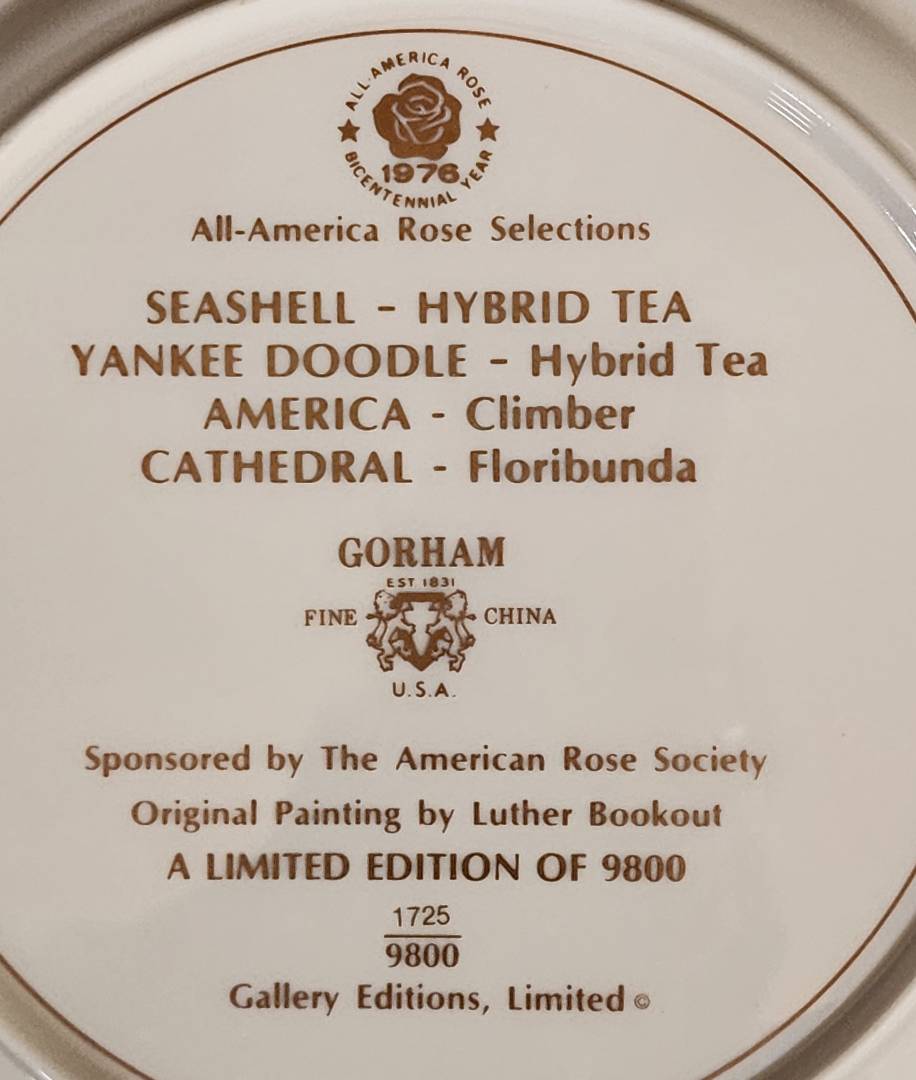 ALL-AMERICA ROSE
1976
BICENTENNIAL YEAR
All-America Rose Selections
SEASHELL - HYBRID TEA
YANKEE DOODLE - Hybrid Tea
AMERICA - Climber
CATHEDRAL - Floribunda
GORHAM
EST. 1831
FINE CHINA
U.S.A.
Sponsored by The American Rose Society
Original Painting by Luther Bookout
A LIMITED EDITION OF 9800
1725
9800
Gallery Editions, Limited ©